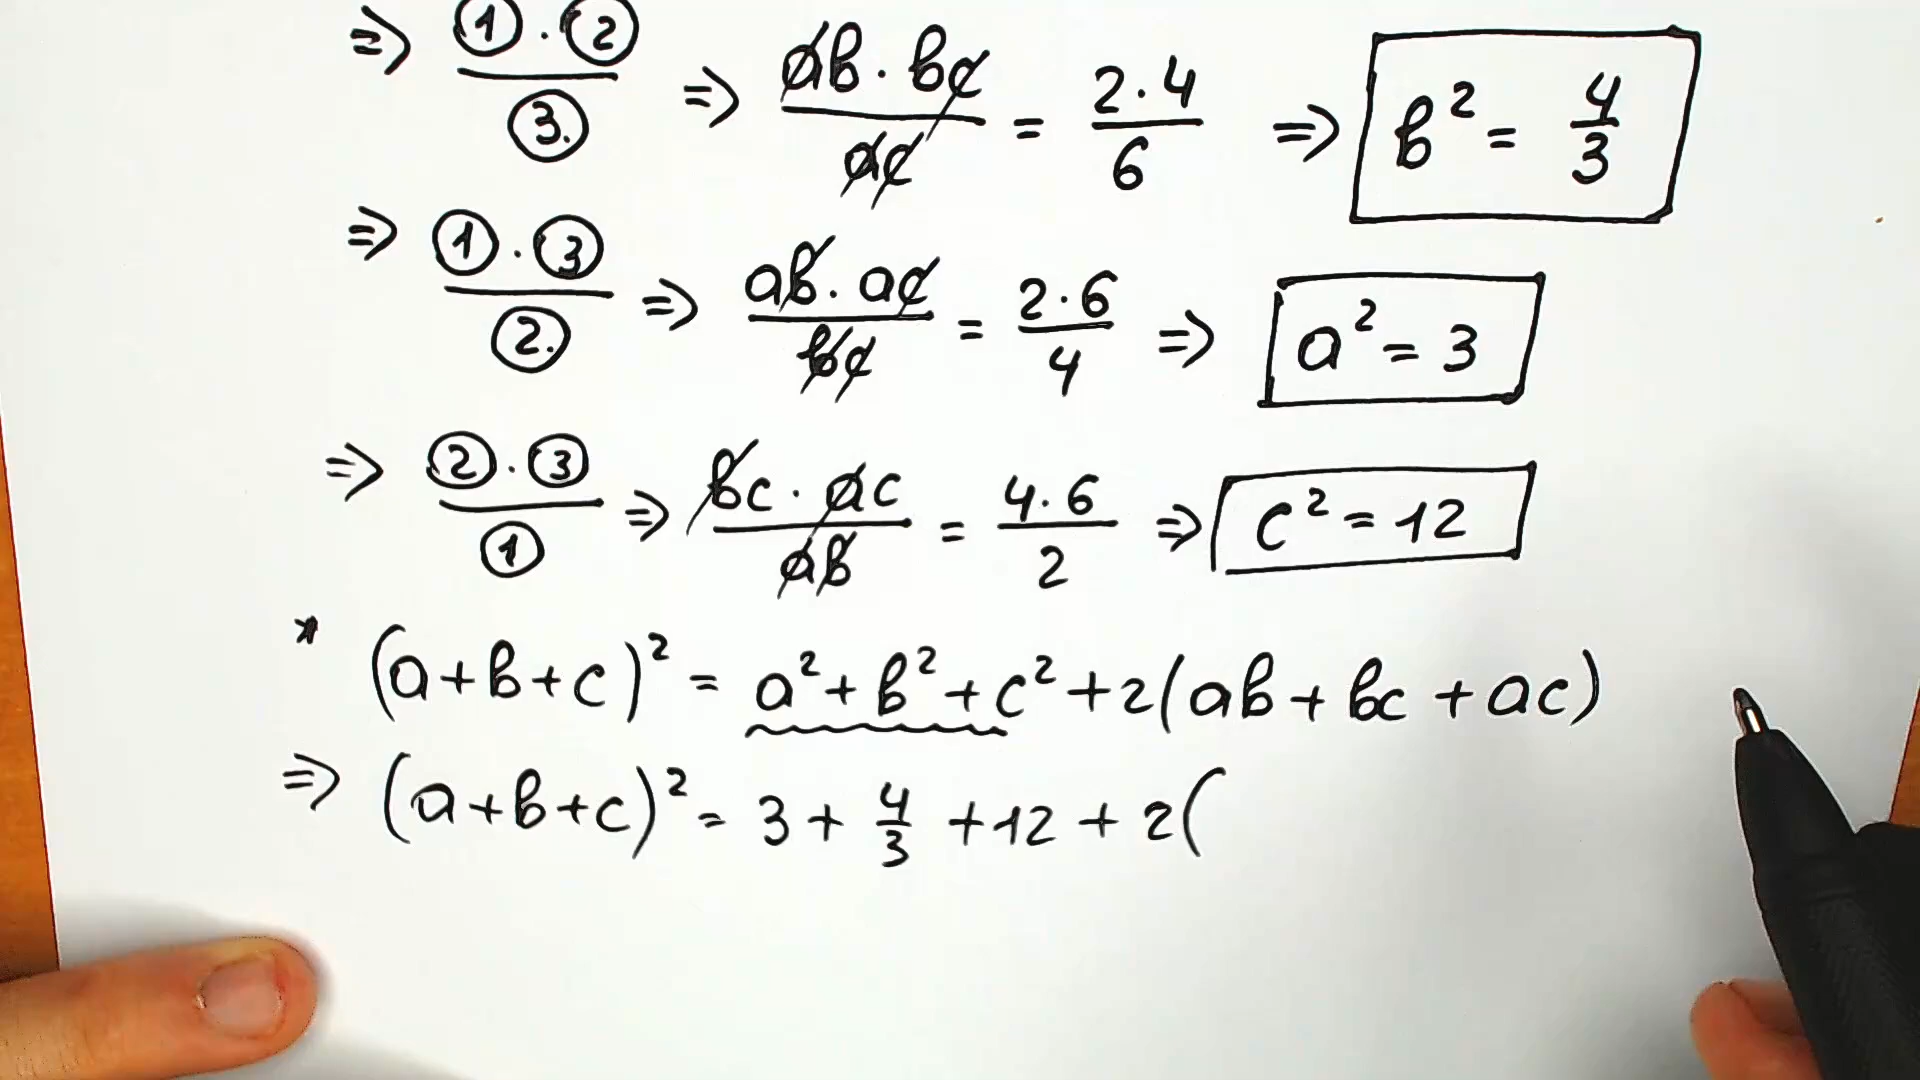 ⇒ (①·②)/③. ⇒ (ab·bc)/(ac) = (2·4)/6 ⇒ b² = 4/3
⇒ (①·③)/②. ⇒ (ab·ac)/(bc) = (2·6)/4 ⇒ a² = 3
⇒ (②·③)/① ⇒ (bc·ac)/(ab) = (4·6)/2 ⇒ c² = 12
* (a+b+c)² = a²+b²+c²+2(ab+bc+ac)
⇒ (a+b+c)² = 3 + 4/3 + 12 + 2(